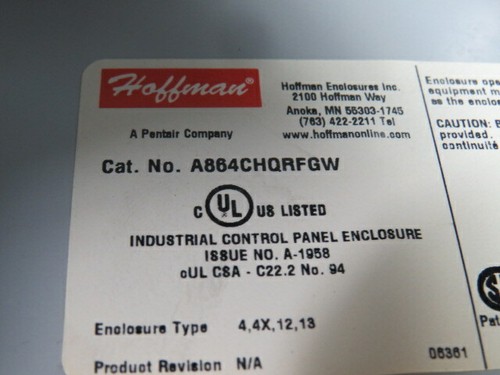 Hoffman
A Pentair Company
Hoffman Enclosures Inc.
2100 Hoffman Way
Anoka, MN 55303-1745
(763) 422-2211 Tel
www.hoffmanonline.com
Cat. No. A864CHQRFGW
C UL US LISTED
INDUSTRIAL CONTROL PANEL ENCLOSURE
ISSUE NO. A-1958
cUL CSA - C22.2 No. 94
Enclosure Type 4,4X,12,13
Product Revision N/A
06361
Enclosure ope
equipment m
as the enclo
CAUTION: B
provided.
continuité
Pat